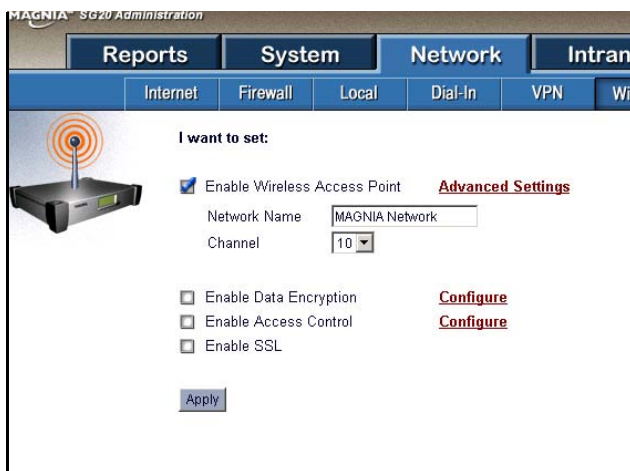 MAGNIA SG20 Administration
Reports System Network Intran
Internet Firewall Local Dial-In VPN Wi
I want to set:
Enable Wireless Access Point Advanced Settings
Network Name MAGNIA Network
Channel 10
Enable Data Encryption Configure
Enable Access Control Configure
Enable SSL
Apply